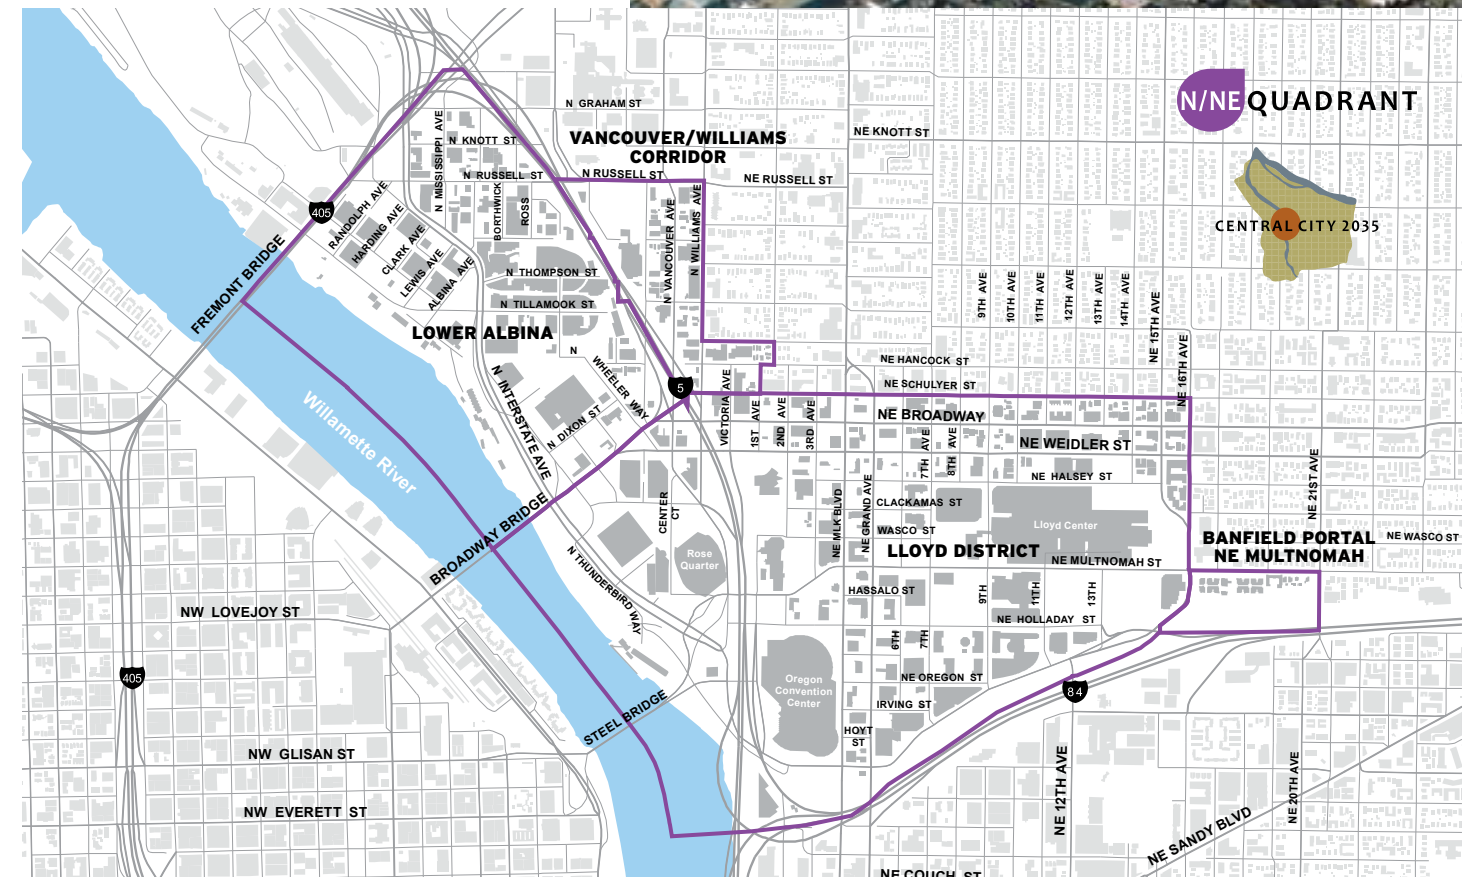 N/NE QUADRANT
CENTRAL CITY 2035
N GRAHAM ST
VANCOUVER/WILLIAMS
CORRIDOR
NE KNOTT ST
N KNOTT ST
N MISSISSIPPI AVE
N RUSSELL ST
N RUSSELL ST
NE RUSSELL ST
BORTHWICK
ROSS
405
RANDOLPH AVE
HARDING AVE
CLARK AVE
LEWIS AVE
ALBINA AVE
N VANCOUVER AVE
N WILLIAMS AVE
FREMONT BRIDGE
N THOMPSON ST
N TILLAMOOK ST
LOWER ALBINA
9TH AVE
10TH AVE
11TH AVE
12TH AVE
13TH AVE
14TH AVE
NE 15TH AVE
NE 16TH AVE
N
WHEELER WAY
NE HANCOCK ST
NE SCHULYER ST
5
VICTORIA AVE
1ST AVE
2ND AVE
3RD AVE
N INTERSTATE AVE
N DIXON ST
NE BROADWAY
NE WEIDLER ST
7TH AVE
8TH AVE
Willamette River
NE HALSEY ST
NE 21ST AVE
CENTER
CT
NE MLK BLVD
NE GRAND AVE
CLACKAMAS ST
WASCO ST
Lloyd Center
BROADWAY BRIDGE
LLOYD DISTRICT
BANFIELD PORTAL
NE MULTNOMAH
NE WASCO ST
Rose
Quarter
NE MULTNOMAH ST
N THUNDERBIRD WAY
HASSALO ST
9TH
11TH
13TH
NW LOVEJOY ST
NE HOLLADAY ST
6TH
7TH
405
Oregon
Convention
Center
NE OREGON ST
84
IRVING ST
STEEL BRIDGE
HOYT
ST
NW GLISAN ST
NE 12TH AVE
NE 20TH AVE
NW EVERETT ST
NE SANDY BLVD
NE COUCH ST